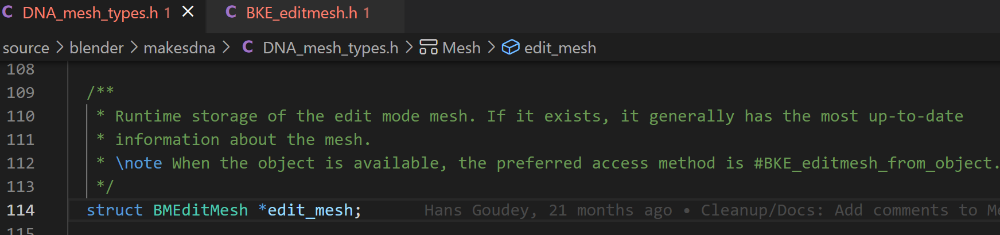 C DNA_mesh_types.h 1 × C BKE_editmesh.h 1
source > blender > makesdna > C DNA_mesh_types.h > Mesh > edit_mesh
108
109 /**
110 * Runtime storage of the edit mode mesh. If it exists, it generally has the most up-to-date
111 * information about the mesh.
112 * \note When the object is available, the preferred access method is #BKE_editmesh_from_object.
113 */
114 struct BMEditMesh *edit_mesh; Hans Goudey, 21 months ago • Cleanup/Docs: Add comments to
115